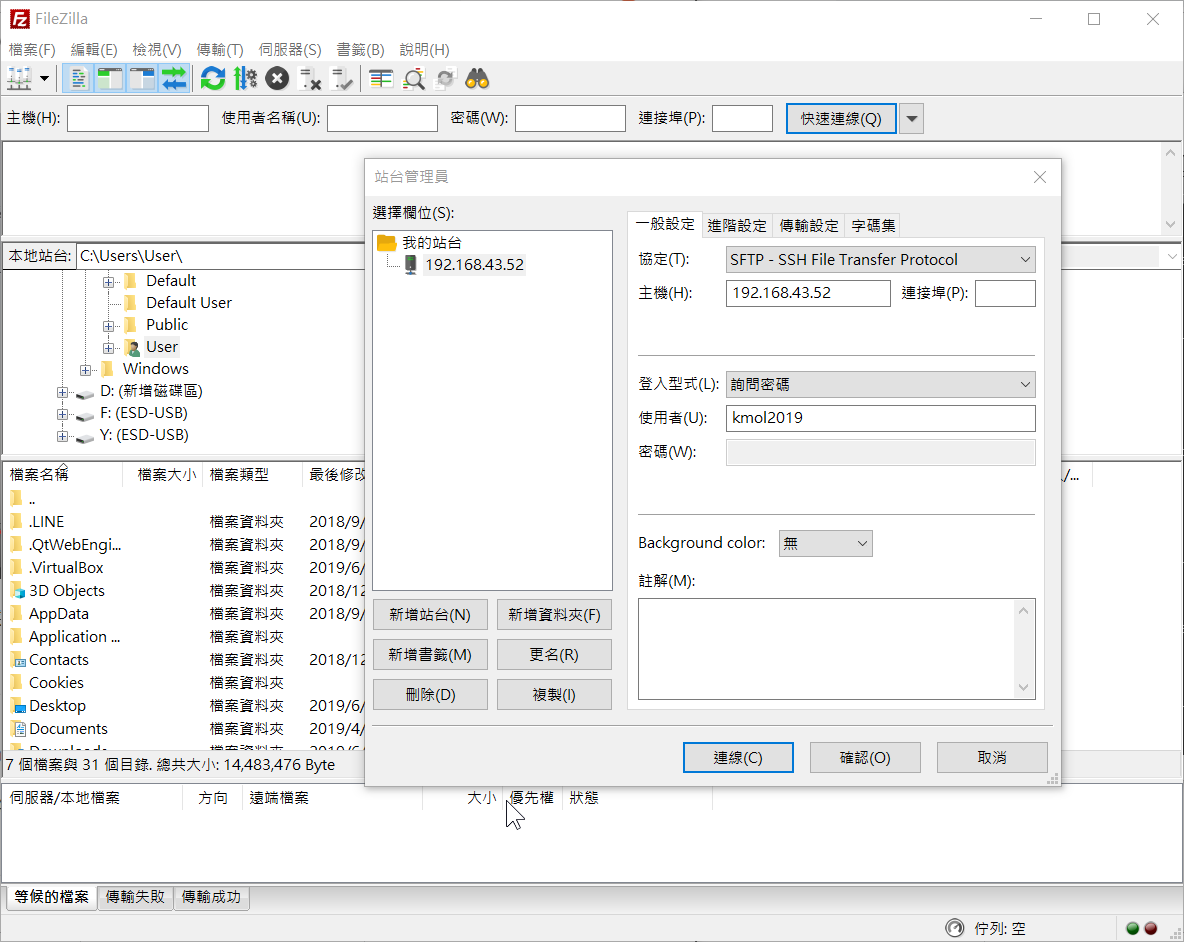 FileZilla
檔案(F) 編輯(E) 檢視(V) 傳輸(T) 伺服器(S) 書籤(B) 說明(H)
主機(H): 使用者名稱(U): 密碼(W): 連接埠(P): 快速連線(Q)
站台管理員
選擇欄位(S):
我的站台
192.168.43.52
新增站台(N) 新增資料夾(F)
新增書籤(M) 更名(R)
刪除(D) 複製(I)
一般設定 進階設定 傳輸設定 字碼集
協定(T): SFTP - SSH File Transfer Protocol
主機(H): 192.168.43.52 連接埠(P):
登入型式(L): 詢問密碼
使用者(U): kmol2019
密碼(W):
Background color: 無
註解(M):
連線(C) 確認(O) 取消
本地站台: C:\Users\User\
Default
Default User
Public
User
Windows
D: (新增磁碟區)
F: (ESD-USB)
Y: (ESD-USB)
檔案名稱 檔案大小 檔案類型 最後修改
..
.LINE 檔案資料夾 2018/9/
.QtWebEngi... 檔案資料夾 2018/9/
.VirtualBox 檔案資料夾 2019/6/
3D Objects 檔案資料夾 2018/12
AppData 檔案資料夾 2018/9/
Application ... 檔案資料夾
Contacts 檔案資料夾 2018/12
Cookies 檔案資料夾
Desktop 檔案資料夾 2019/6/
Documents 檔案資料夾 2019/4/
Downloads 檔案資料夾 2019/6/
7 個檔案與 31 個目錄. 總共大小: 14,483,476 Byte
伺服器/本地檔案 方向 遠端檔案 大小 優先權 狀態
等候的檔案 傳輸失敗 傳輸成功
佇列: 空